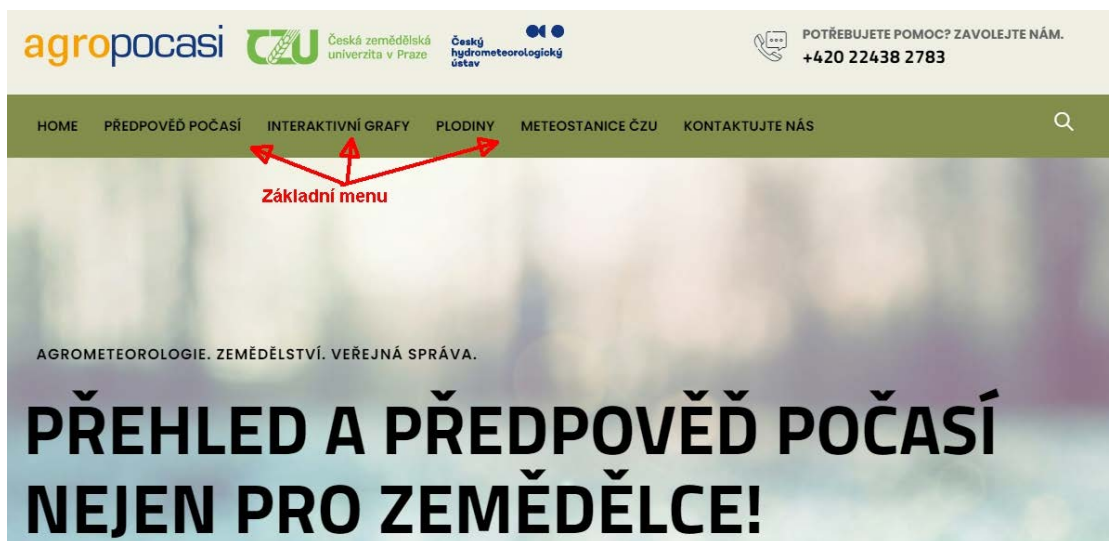 agropocasi
CZU
Česká zemědělská
univerzita v Praze
Český
hydrometeorologický
ústav
POTŘEBUJETE POMOC? ZAVOLEJTE NÁM.
+420 22438 2783
HOME PŘEDPOVĚĎ POČASÍ INTERAKTIVNÍ GRAFY PLODINY METEOSTANICE ČZU KONTAKTUJTE NÁS
Základní menu
AGROMETEOROLOGIE. ZEMĚDĚLSTVÍ. VEŘEJNÁ SPRÁVA.
PŘEHLED A PŘEDPOVĚĎ POČASÍ
NEJEN PRO ZEMĚDĚLCE!